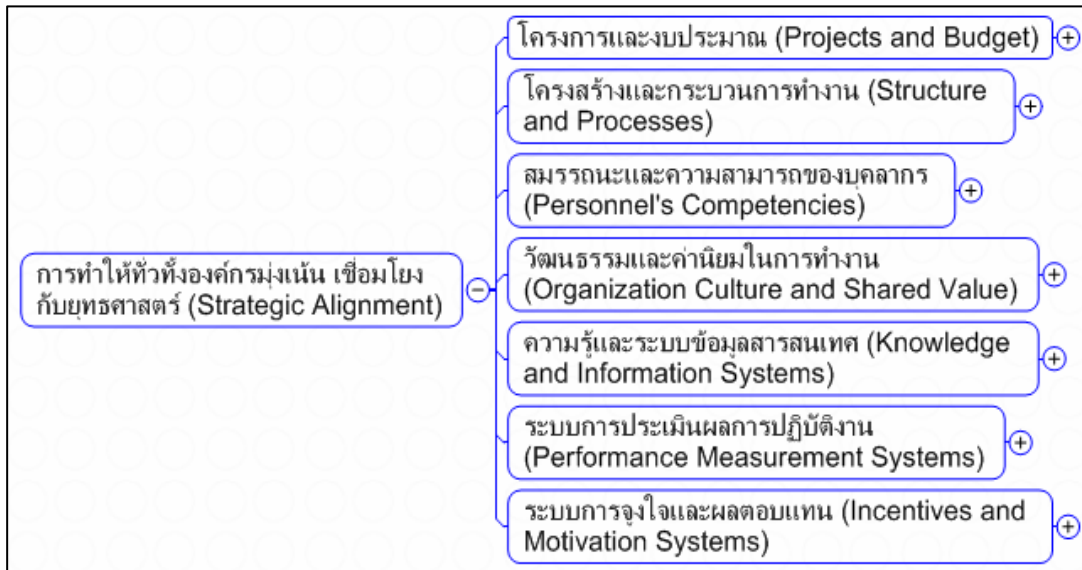 โครงการและงบประมาณ (Projects and Budget)
โครงสร้างและกระบวนการทำงาน (Structure
and Processes)
สมรรถนะและความสามารถของบุคลากร
(Personnel's Competencies)
การทำให้ทั่วทั้งองค์กรมุ่งเน้น เชื่อมโยง
กับยุทธศาสตร์ (Strategic Alignment)
วัฒนธรรมและค่านิยมในการทำงาน
(Organization Culture and Shared Value)
ความรู้และระบบข้อมูลสารสนเทศ (Knowledge
and Information Systems)
ระบบการประเมินผลการปฏิบัติงาน
(Performance Measurement Systems)
ระบบการจูงใจและผลตอบแทน (Incentives and
Motivation Systems)